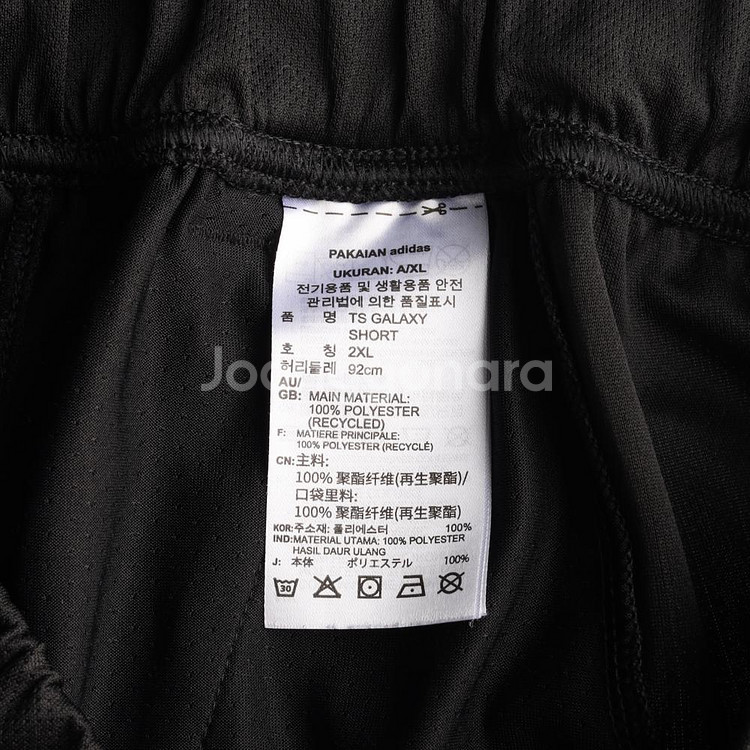 PAKAIAN adidas
UKURAN: A/XL
전기용품 및 생활용품 안전
관리법에 의한 품질표시
품 명 TS GALAXY
SHORT
호 칭 2XL
허리둘레 92cm
AU/
GB: MAIN MATERIAL:
100% POLYESTER
(RECYCLED)
F: MATIERE PRINCIPALE:
100% POLYESTER (RECYCLÉ)
CN:主料:
100% 聚酯纤维(再生聚酯)/
口袋里料:
100% 聚酯纤维(再生聚酯)
KOR:주소재: 폴리에스터 100%
IND:MATERIAL UTAMA: 100% POLYESTER
HASIL DAUR ULANG
J: 本体 ポリエステル 100%
30